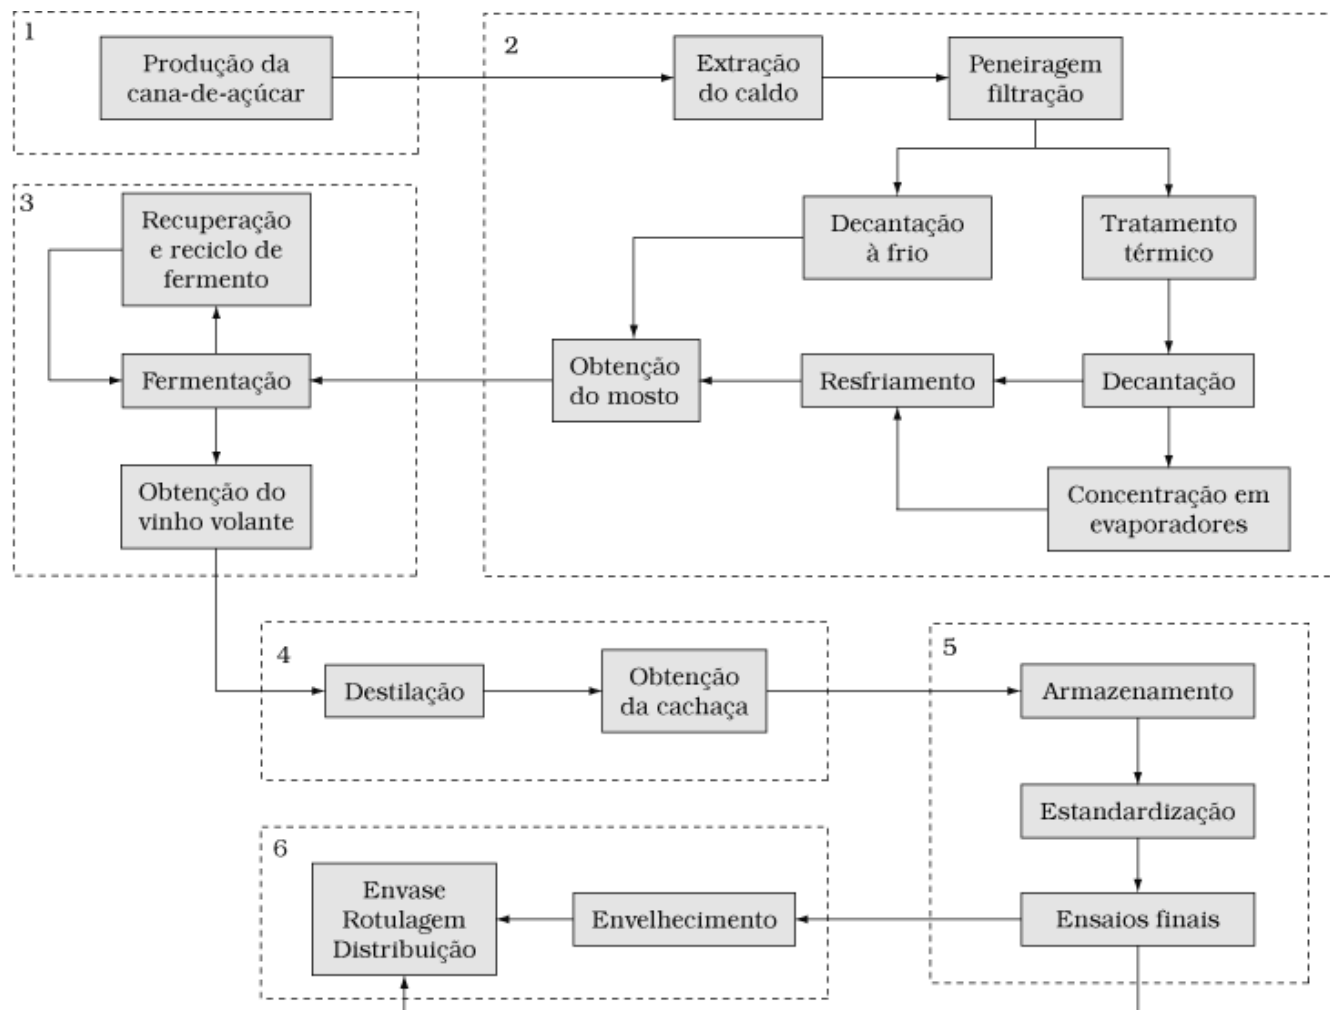 1
Produção da
cana-de-açúcar
2
Extração
do caldo
Peneiragem
filtração
Decantação
à frio
Tratamento
térmico
Obtenção
do mosto
Resfriamento
Decantação
Concentração em
evaporadores
3
Recuperação
e reciclo de
fermento
Fermentação
Obtenção do
vinho volante
4
Destilação
Obtenção
da cachaça
5
Armazenamento
Estandardização
Ensaios finais
6
Envase
Rotulagem
Distribuição
Envelhecimento